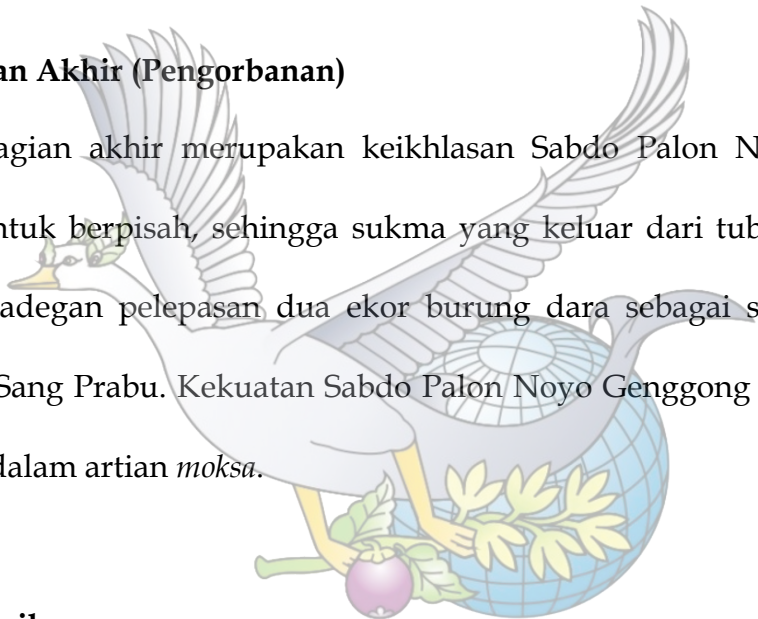 an Akhir (Pengorbanan)
agian akhir merupakan keikhlasan Sabdo Palon N
ntuk berpisah, sehingga sukma yang keluar dari tub
adegan pelepasan dua ekor burung dara sebagai s
Sang Prabu. Kekuatan Sabdo Palon Noyo Genggong
dalam artian moksa.